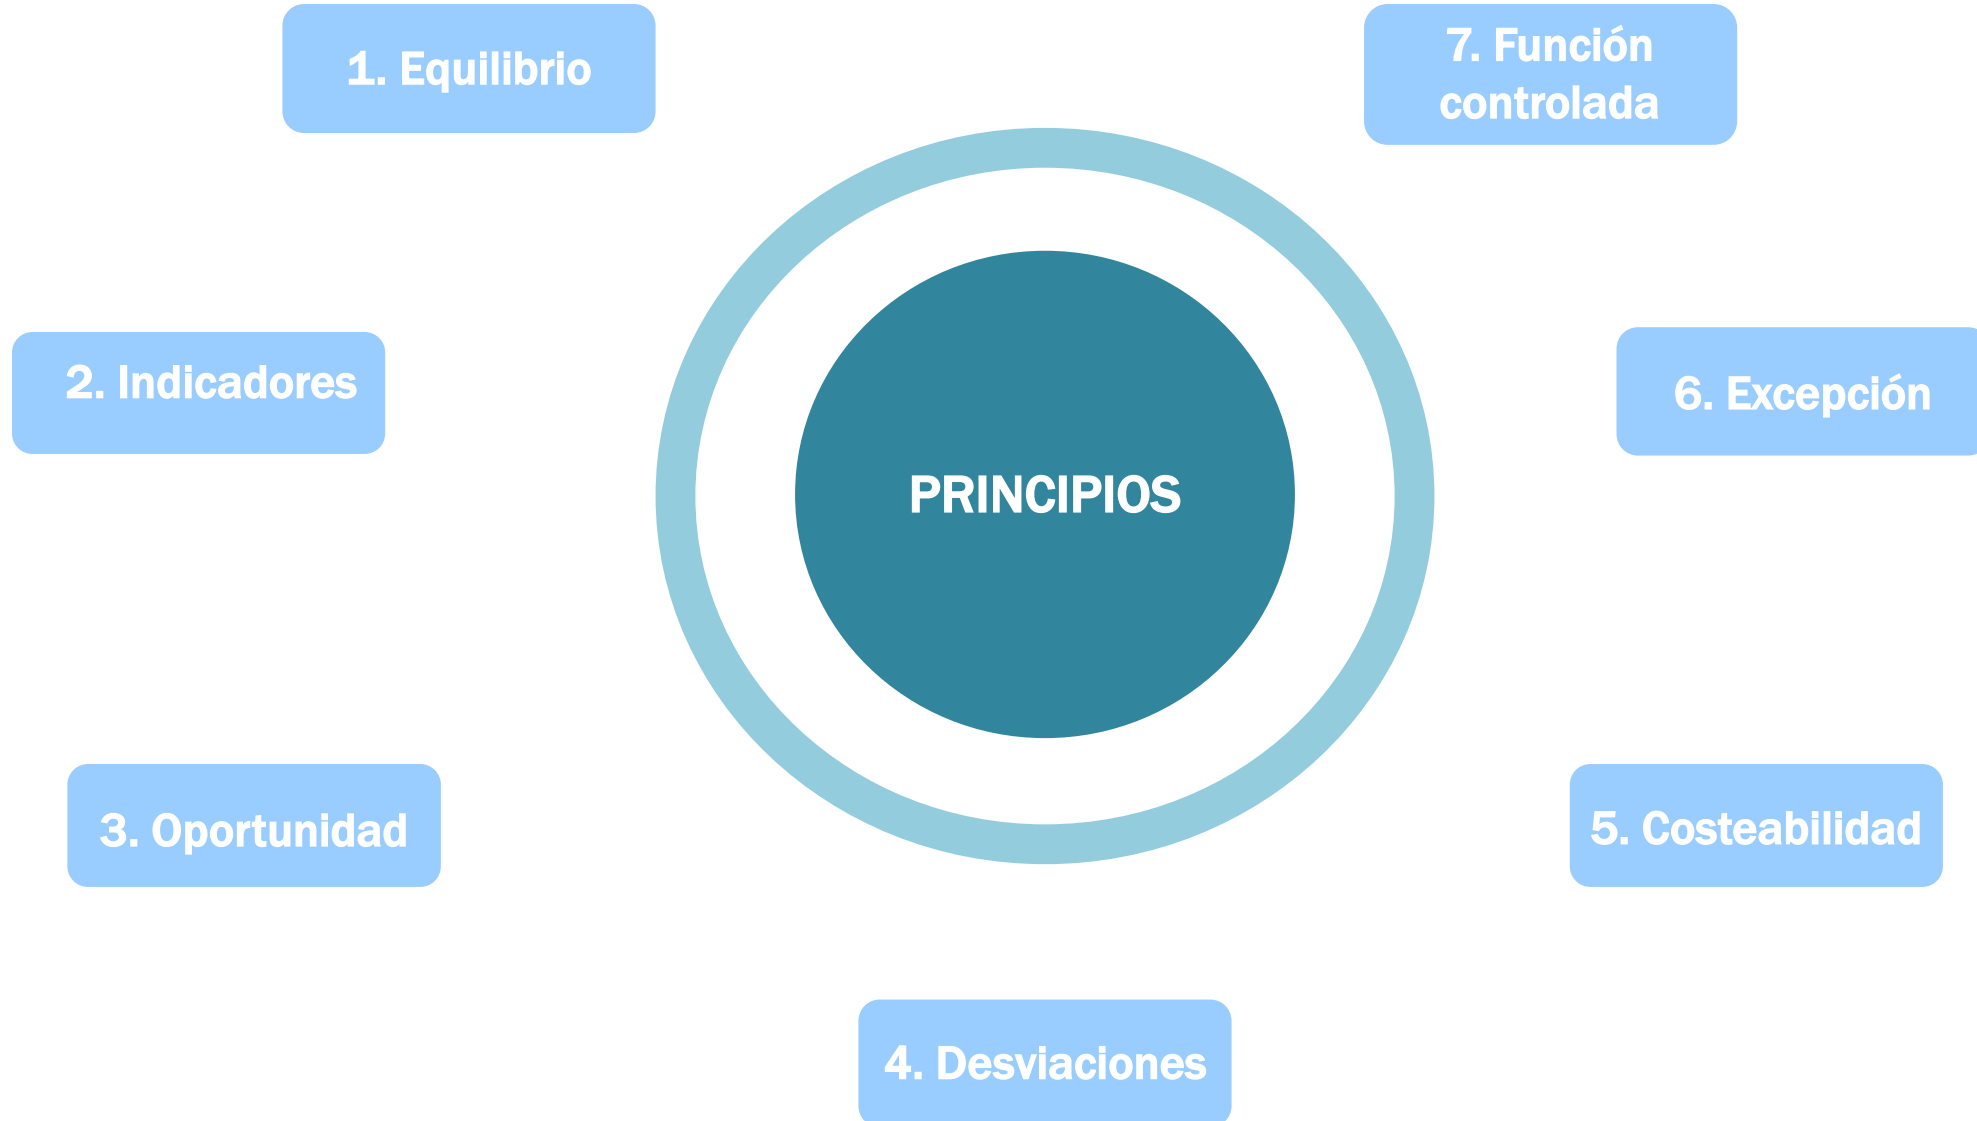 1. Equilibrio
7. Función
controlada
2. Indicadores
6. Excepción
PRINCIPIOS
3. Oportunidad
5. Costeabilidad
4. Desviaciones